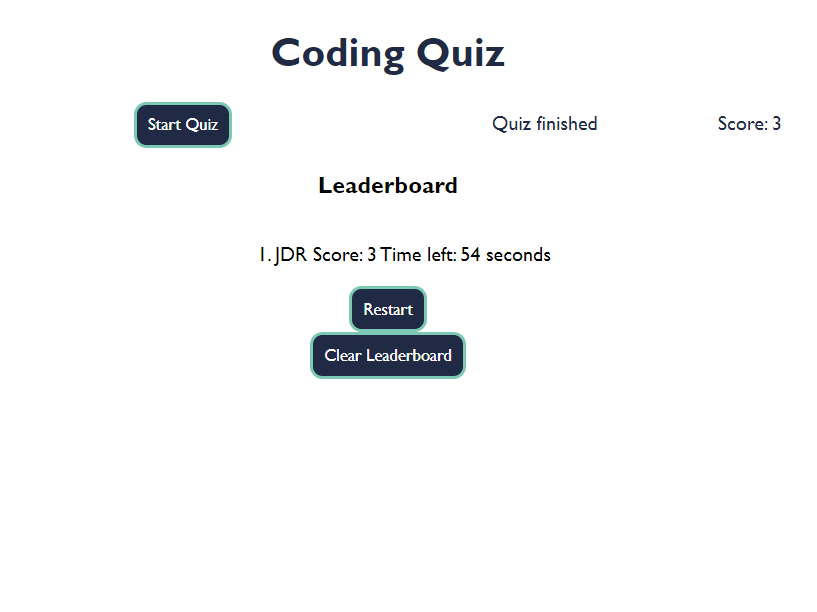 Coding Quiz
Start Quiz
Quiz finished
Score: 3
Leaderboard
1. JDR Score: 3 Time left: 54 seconds
Restart
Clear Leaderboard